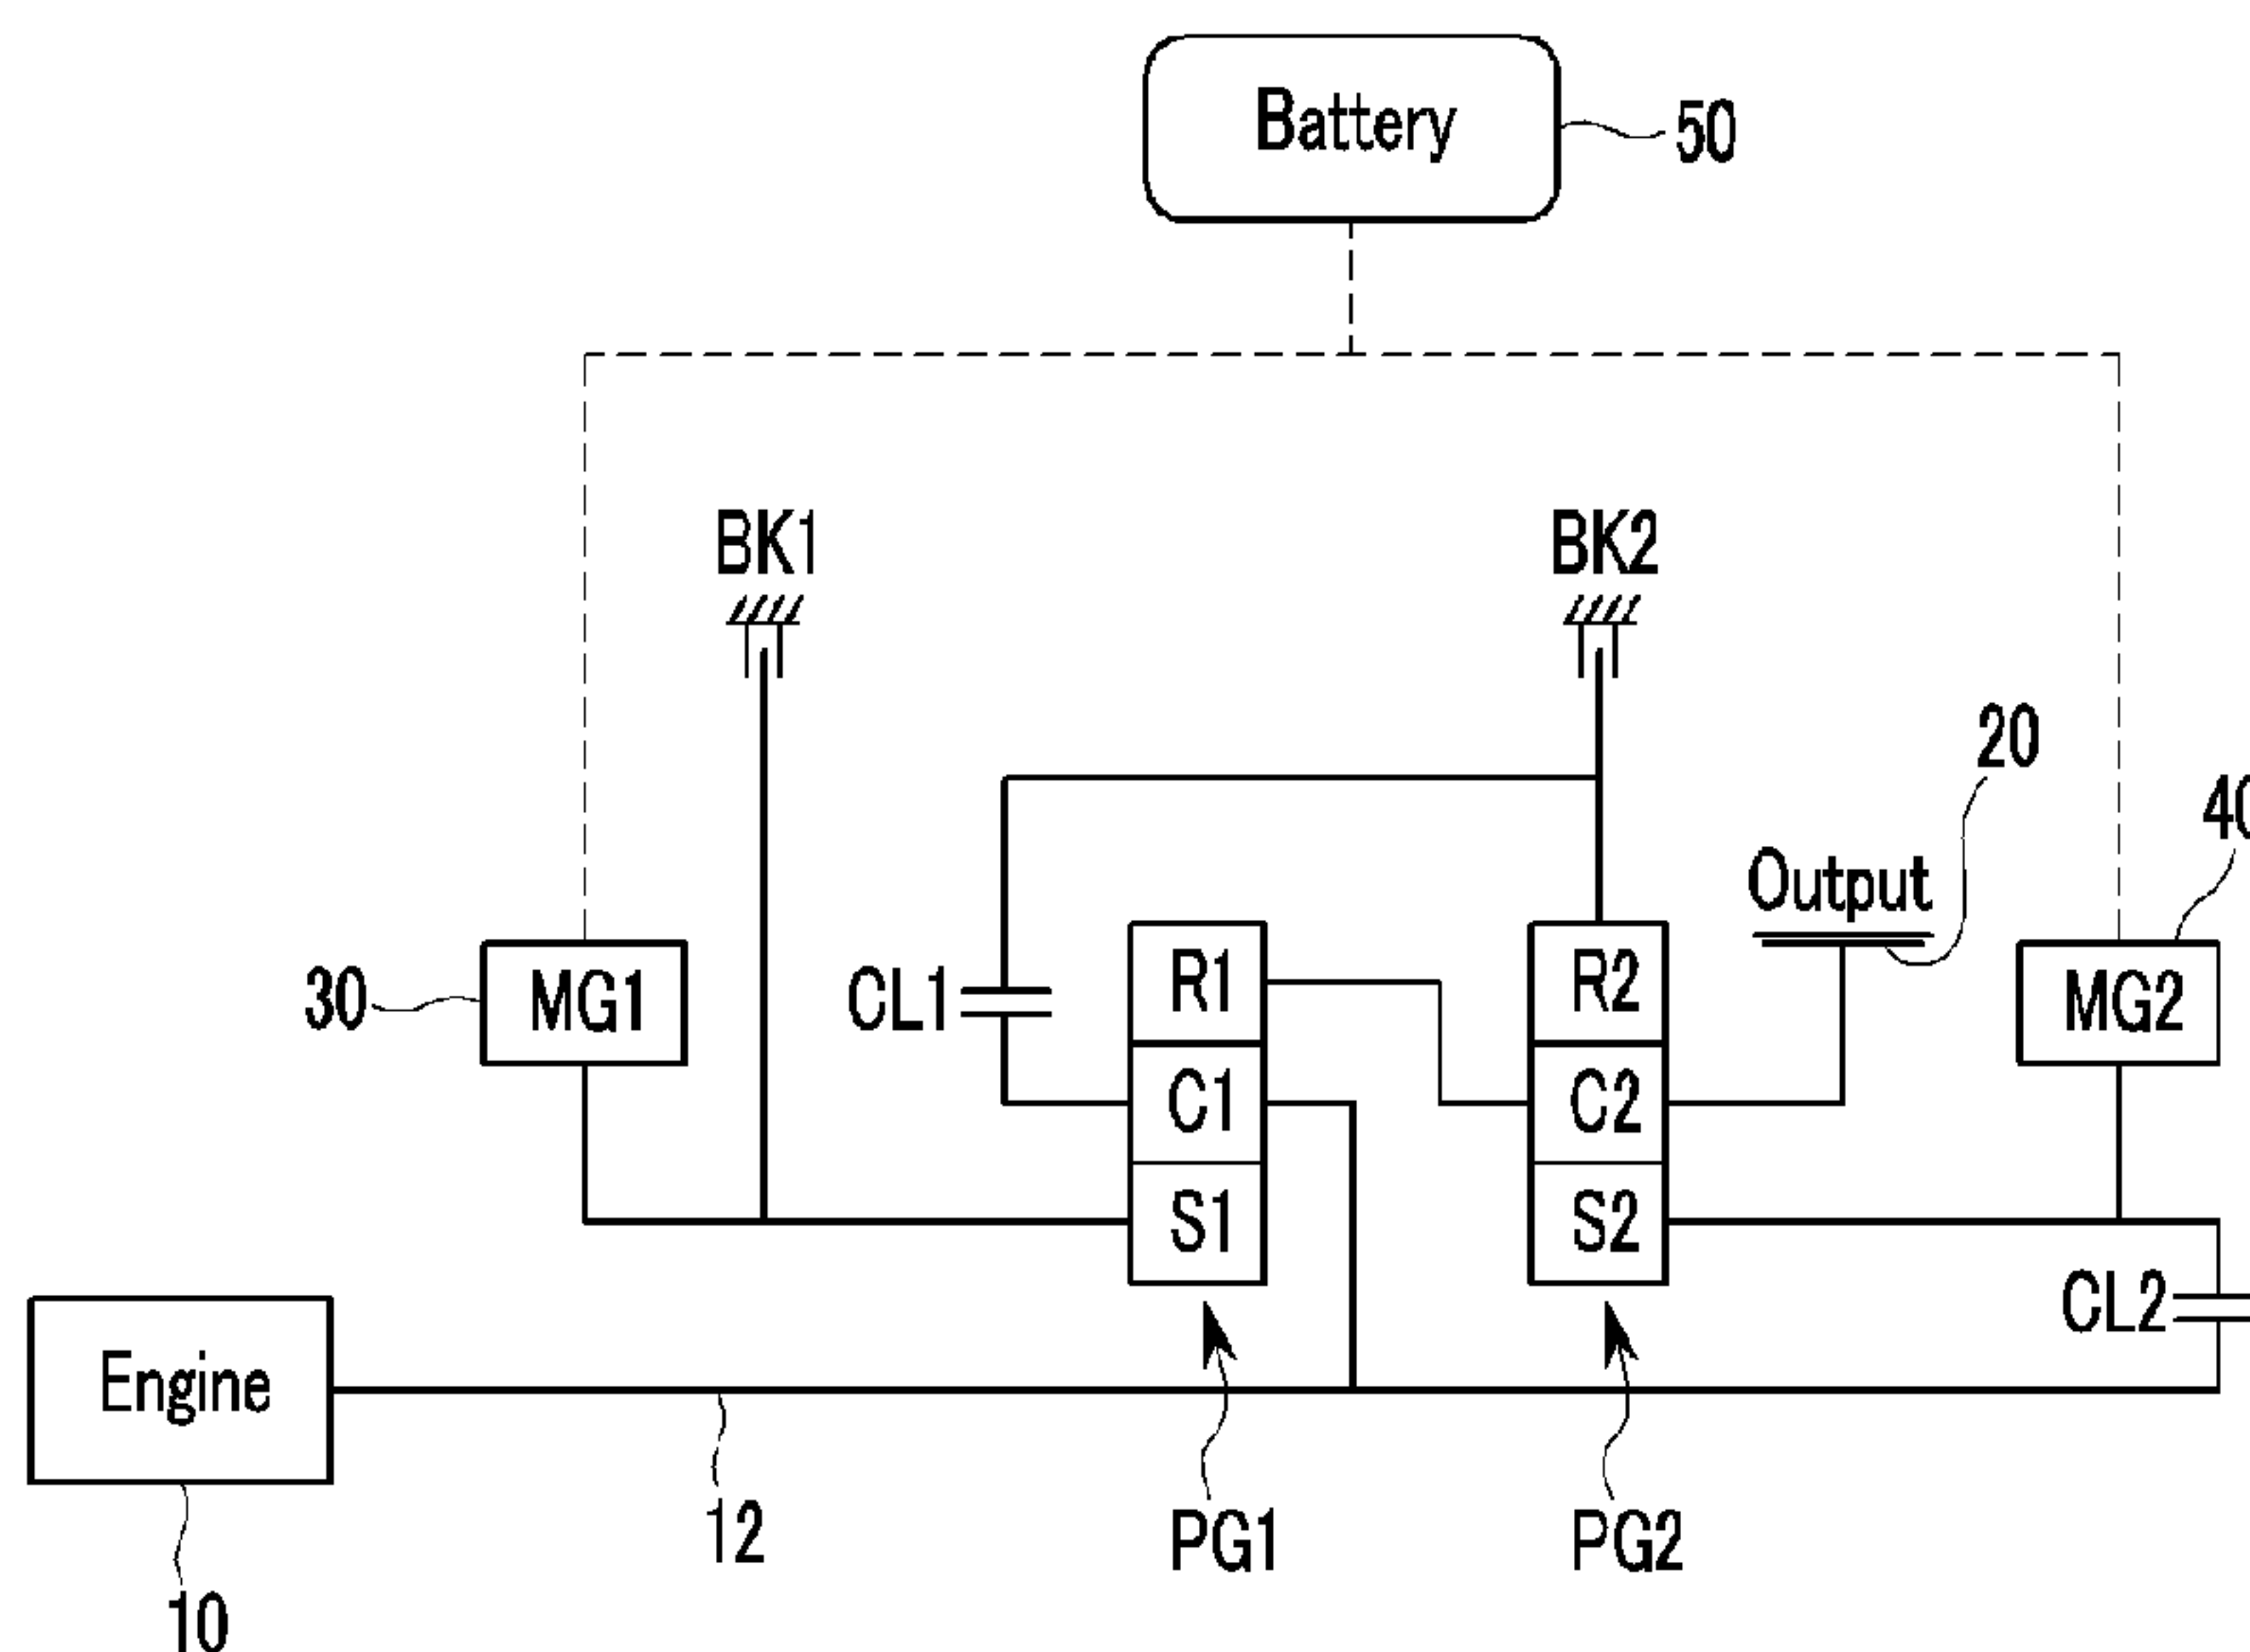 Battery
50
BK1
BK2
20
40
Output
30
MG1
CL1
R1
R2
MG2
C1
C2
S1
S2
CL2
Engine
12
PG1
PG2
10